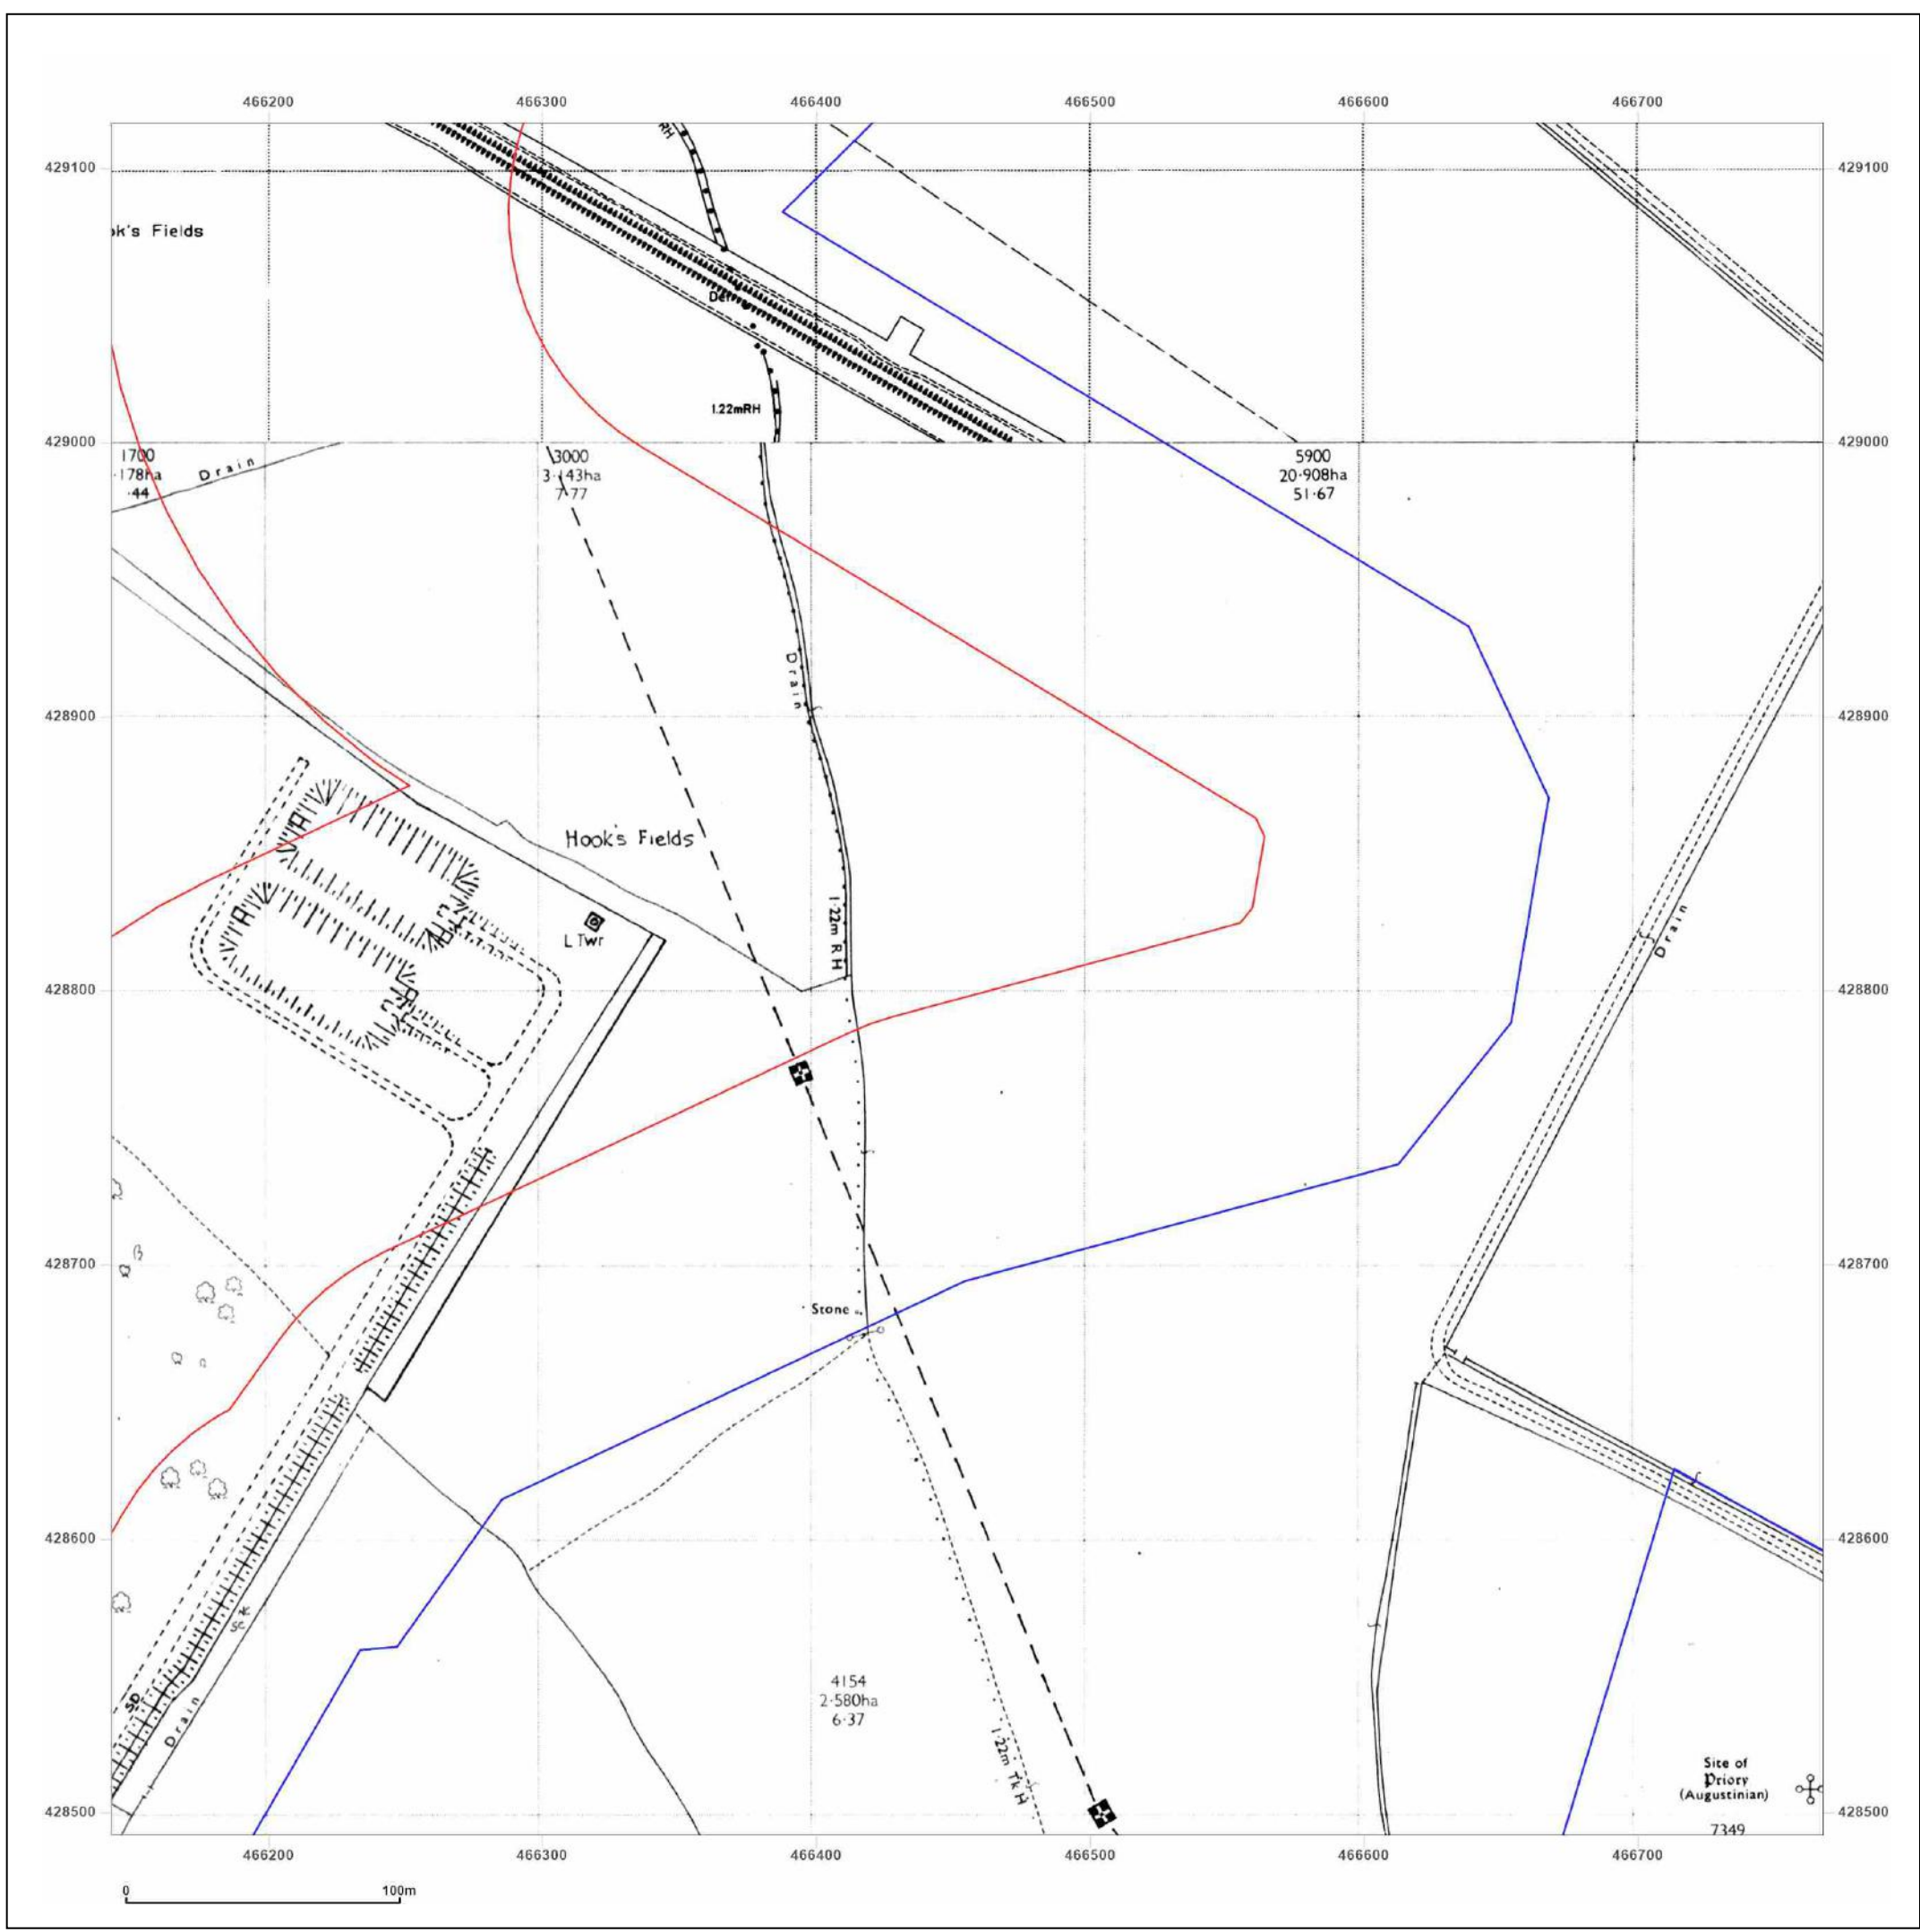 466200 466300 466400 466500 466600 466700
RH
429100 429100
ok's Fields
Def
1.22mRH
429000 429000
1700
·178ha
·44
Drain
3000
3·143ha
7·77
5900
20·908ha
51·67
Drain
428900 428900
Hook's Fields
1·22m RH
L Twr
Drain
428800 428800
428700 428700
Stone
428600 428600
SD
Drain
4154
2·580ha
6·37
1·22m Tk H
Site of
Priory
(Augustinian)
7349
428500 428500
466200 466300 466400 466500 466600 466700
0 100m